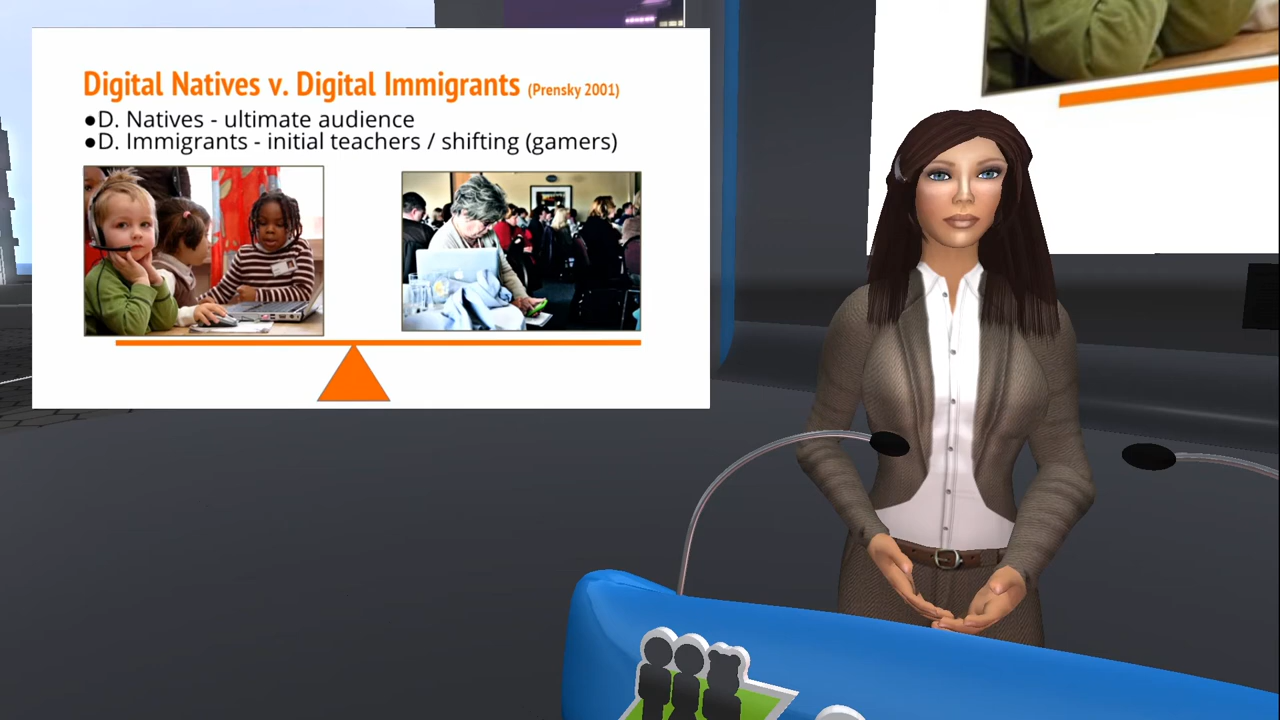 Digital Natives v. Digital Immigrants (Prensky 2001)
●D. Natives - ultimate audience
●D. Immigrants - initial teachers / shifting (gamers)